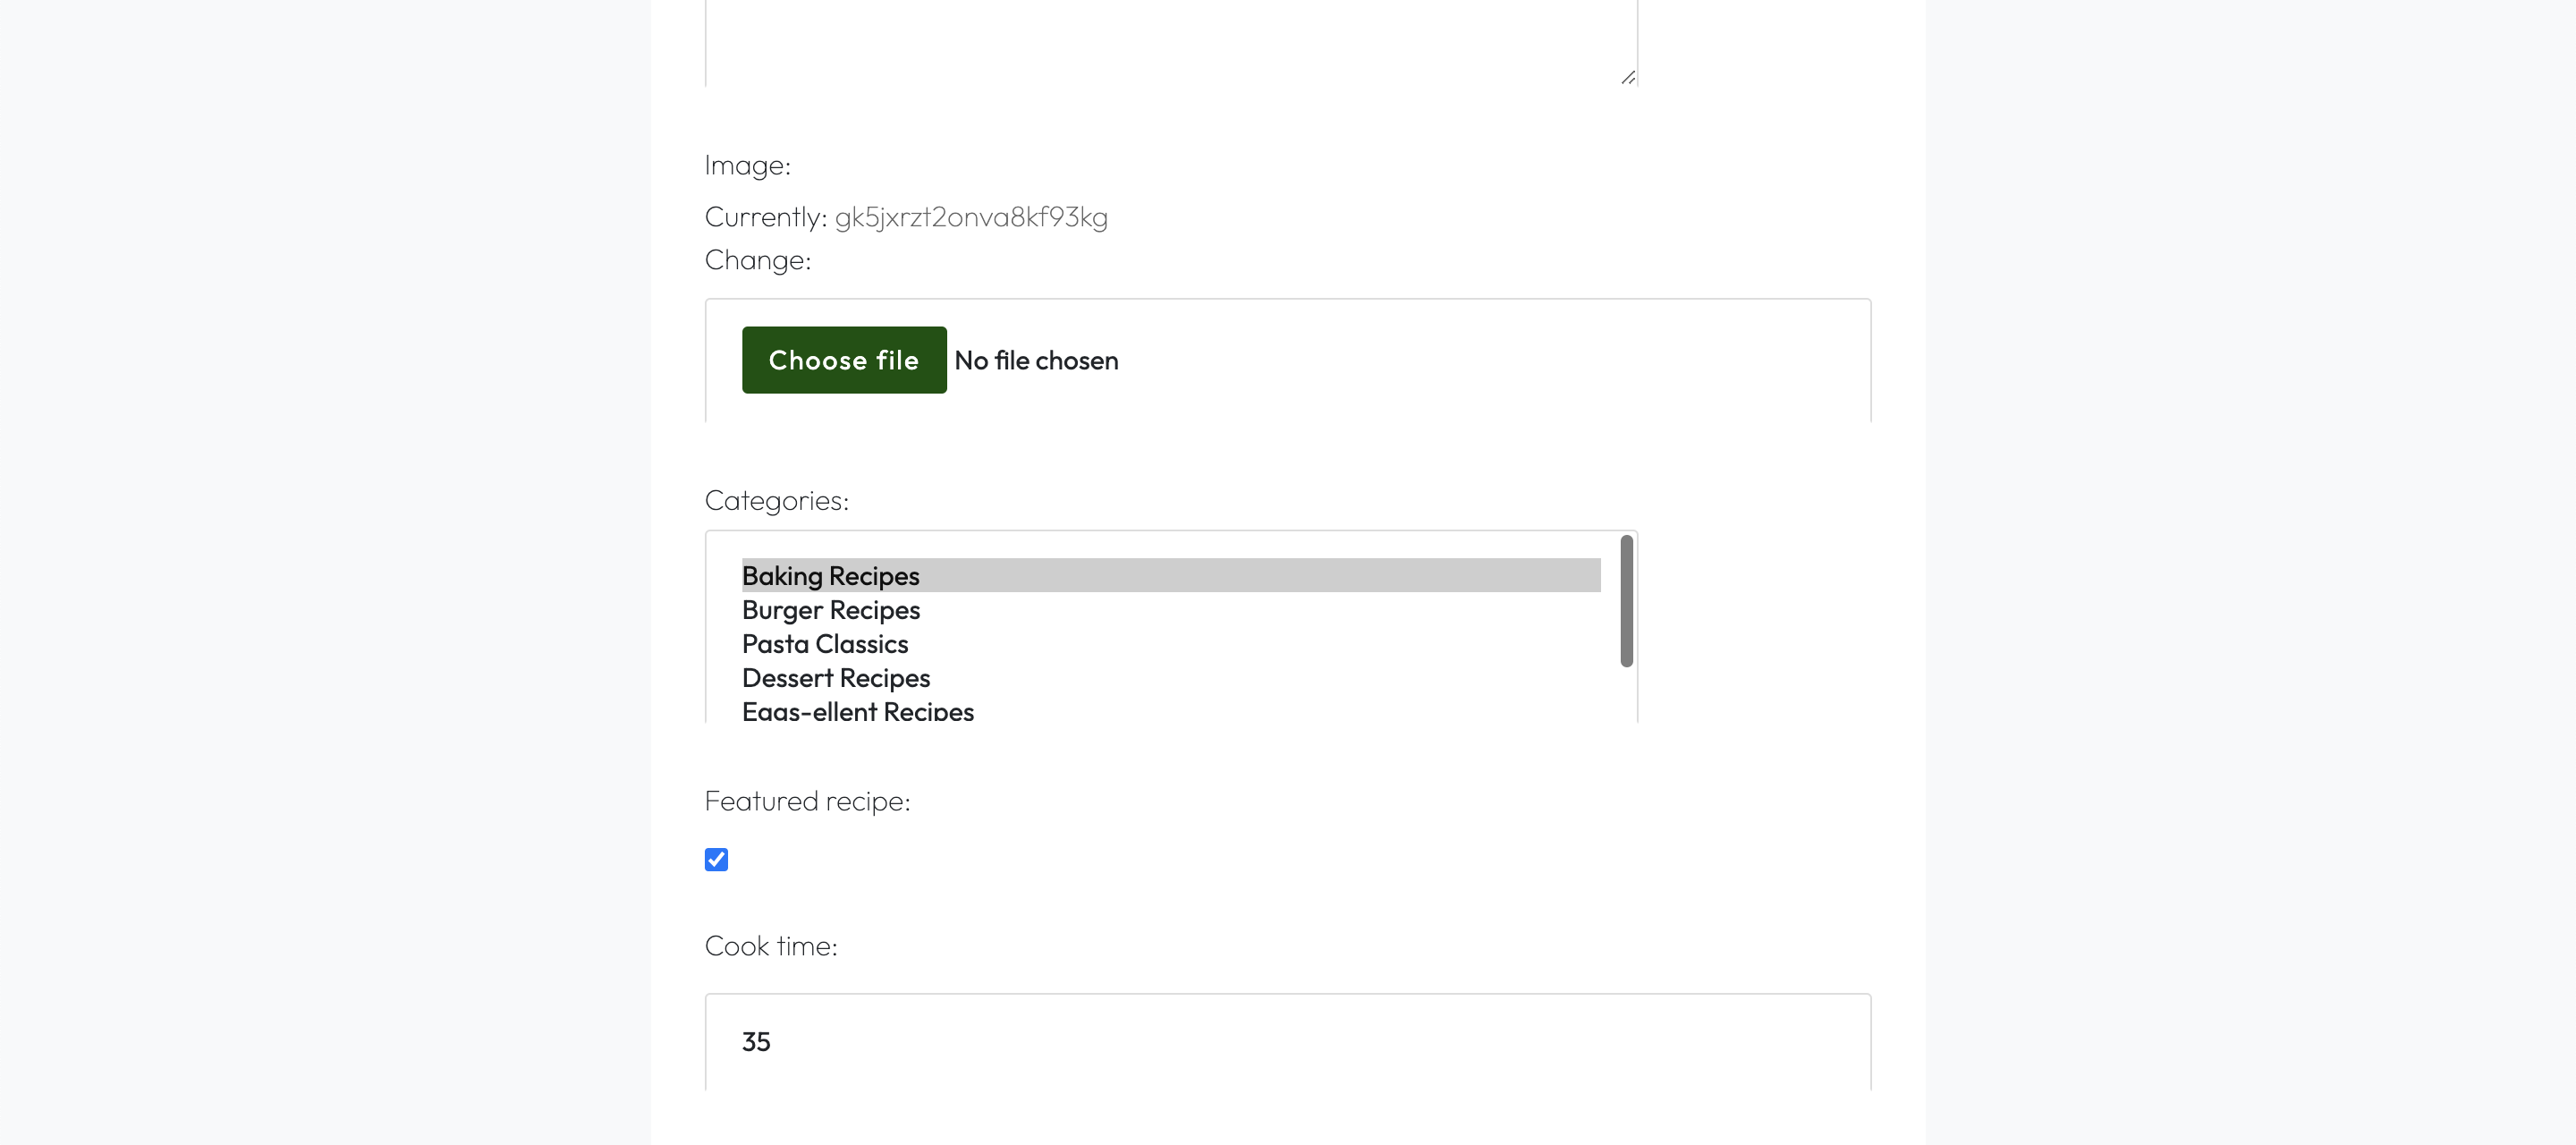 Image:
Currently: gk5jxrzt2onva8kf93kg
Change:
Choose file No file chosen
Categories:
Baking Recipes
Burger Recipes
Pasta Classics
Dessert Recipes
Eggs-ellent Recipes
Featured recipe:
Cook time:
35